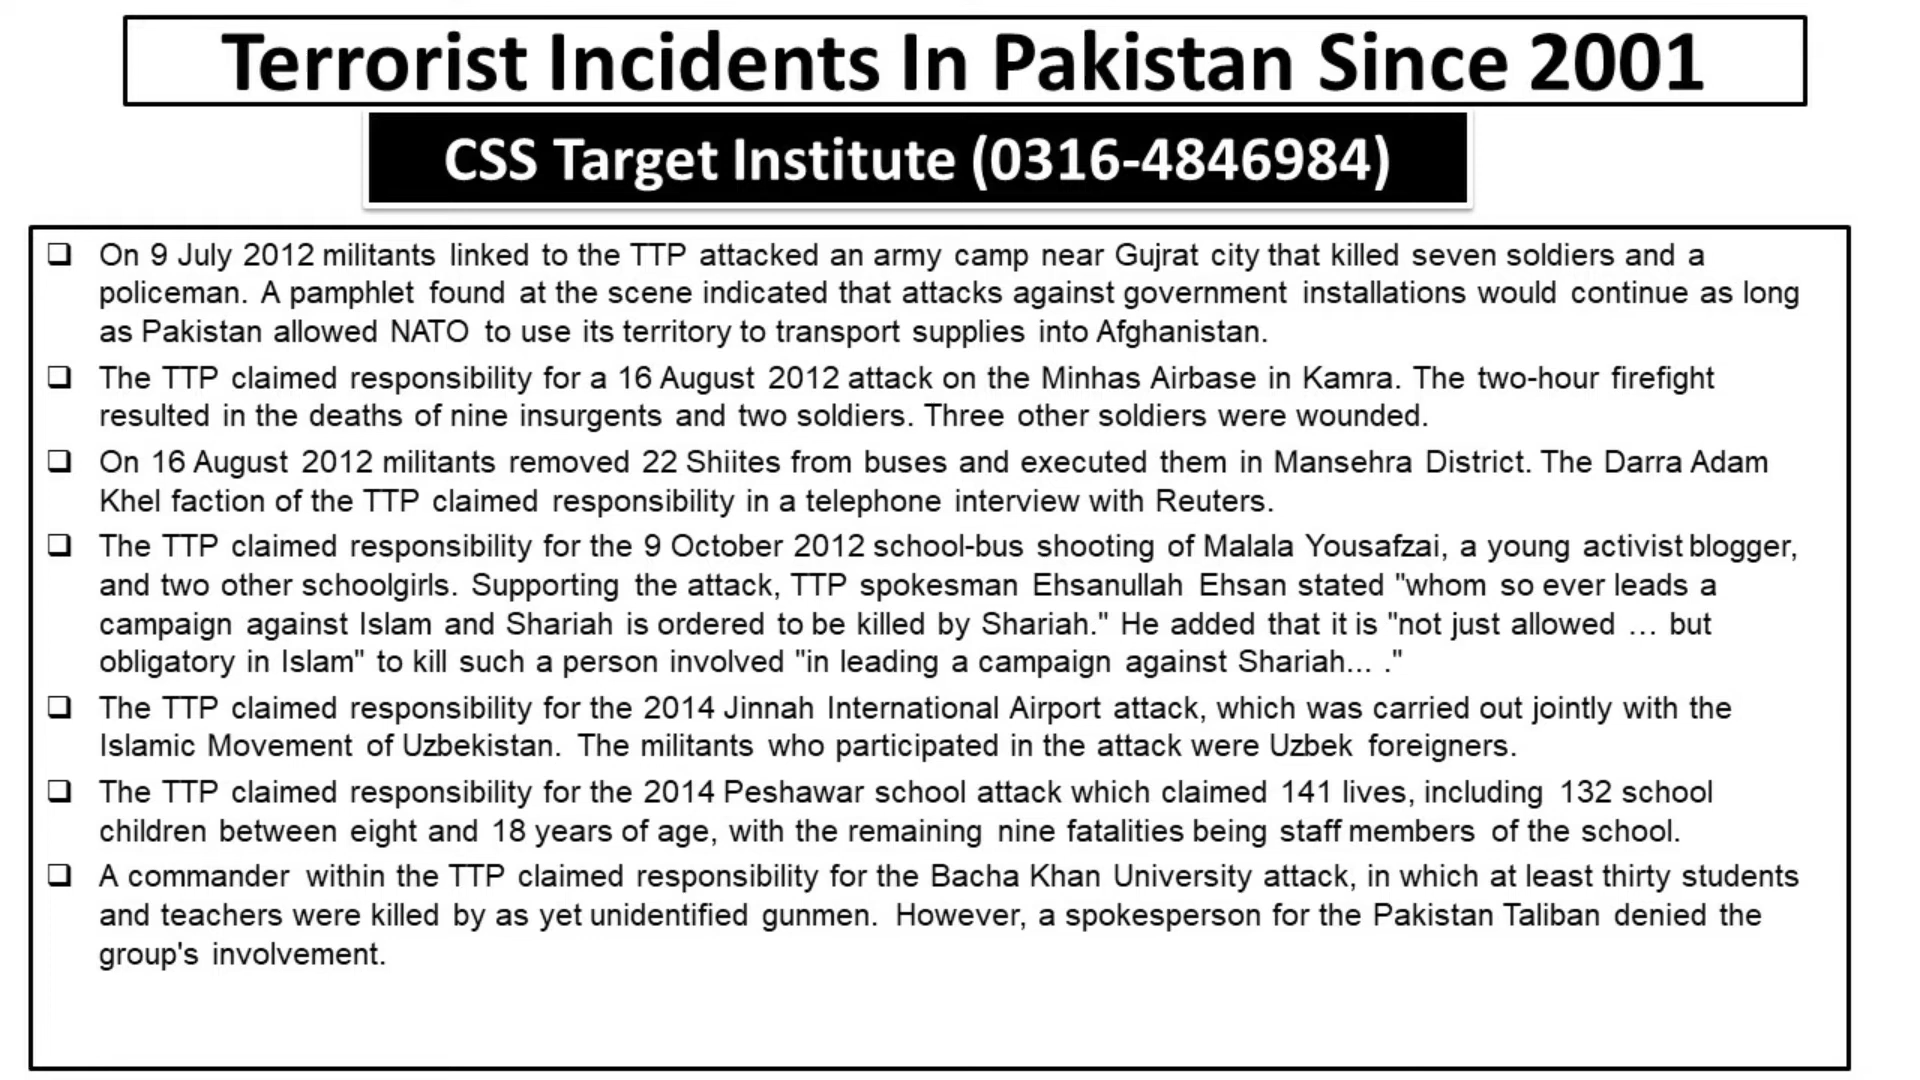 Terrorist Incidents In Pakistan Since 2001
CSS Target Institute (0316-4846984)
❑ On 9 July 2012 militants linked to the TTP attacked an army camp near Gujrat city that killed seven soldiers and a
policeman. A pamphlet found at the scene indicated that attacks against government installations would continue as long
as Pakistan allowed NATO to use its territory to transport supplies into Afghanistan.
❑ The TTP claimed responsibility for a 16 August 2012 attack on the Minhas Airbase in Kamra. The two-hour firefight
resulted in the deaths of nine insurgents and two soldiers. Three other soldiers were wounded.
❑ On 16 August 2012 militants removed 22 Shiites from buses and executed them in Mansehra District. The Darra Adam
Khel faction of the TTP claimed responsibility in a telephone interview with Reuters.
❑ The TTP claimed responsibility for the 9 October 2012 school-bus shooting of Malala Yousafzai, a young activist blogger,
and two other schoolgirls. Supporting the attack, TTP spokesman Ehsanullah Ehsan stated "whom so ever leads a
campaign against Islam and Shariah is ordered to be killed by Shariah." He added that it is "not just allowed ... but
obligatory in Islam" to kill such a person involved "in leading a campaign against Shariah... ."
❑ The TTP claimed responsibility for the 2014 Jinnah International Airport attack, which was carried out jointly with the
Islamic Movement of Uzbekistan. The militants who participated in the attack were Uzbek foreigners.
❑ The TTP claimed responsibility for the 2014 Peshawar school attack which claimed 141 lives, including 132 school
children between eight and 18 years of age, with the remaining nine fatalities being staff members of the school.
❑ A commander within the TTP claimed responsibility for the Bacha Khan University attack, in which at least thirty students
and teachers were killed by as yet unidentified gunmen. However, a spokesperson for the Pakistan Taliban denied the
group's involvement.